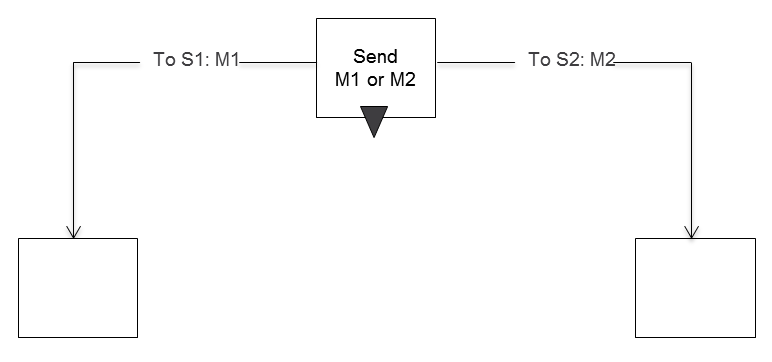 To S1: M1
Send
M1 or M2
To S2: M2